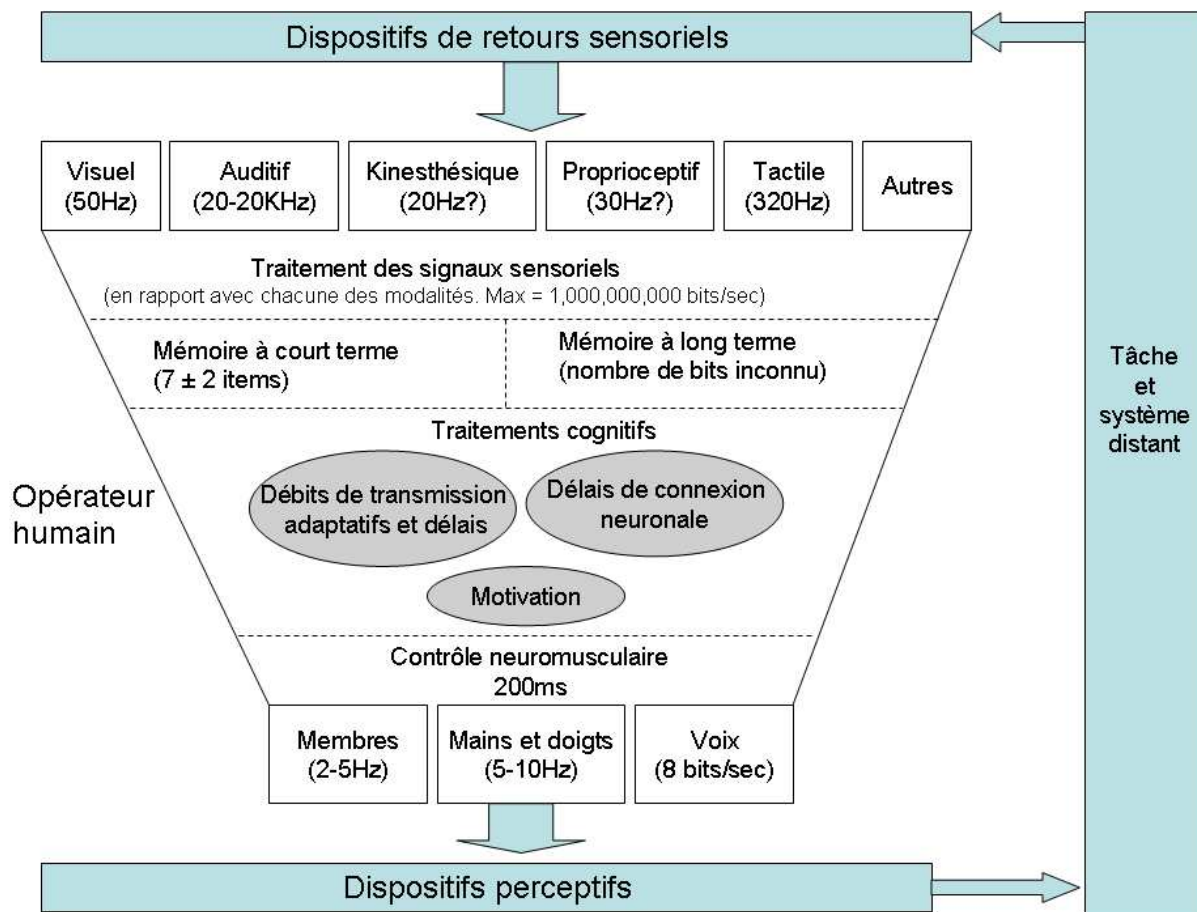 Dispositifs de retours sensoriels
Visuel
(50Hz)
Auditif
(20-20KHz)
Kinesthésique
(20Hz?)
Proprioceptif
(30Hz?)
Tactile
(320Hz)
Autres
Traitement des signaux sensoriels
(en rapport avec chacune des modalités. Max = 1,000,000,000 bits/sec)
Mémoire à court terme
(7 ± 2 items)
Mémoire à long terme
(nombre de bits inconnu)
Traitements cognitifs
Débits de transmission
adaptatifs et délais
Délais de connexion
neuronale
Motivation
Opérateur
humain
Contrôle neuromusculaire
200ms
Membres
(2-5Hz)
Mains et doigts
(5-10Hz)
Voix
(8 bits/sec)
Dispositifs perceptifs
Tâche
et
système
distant